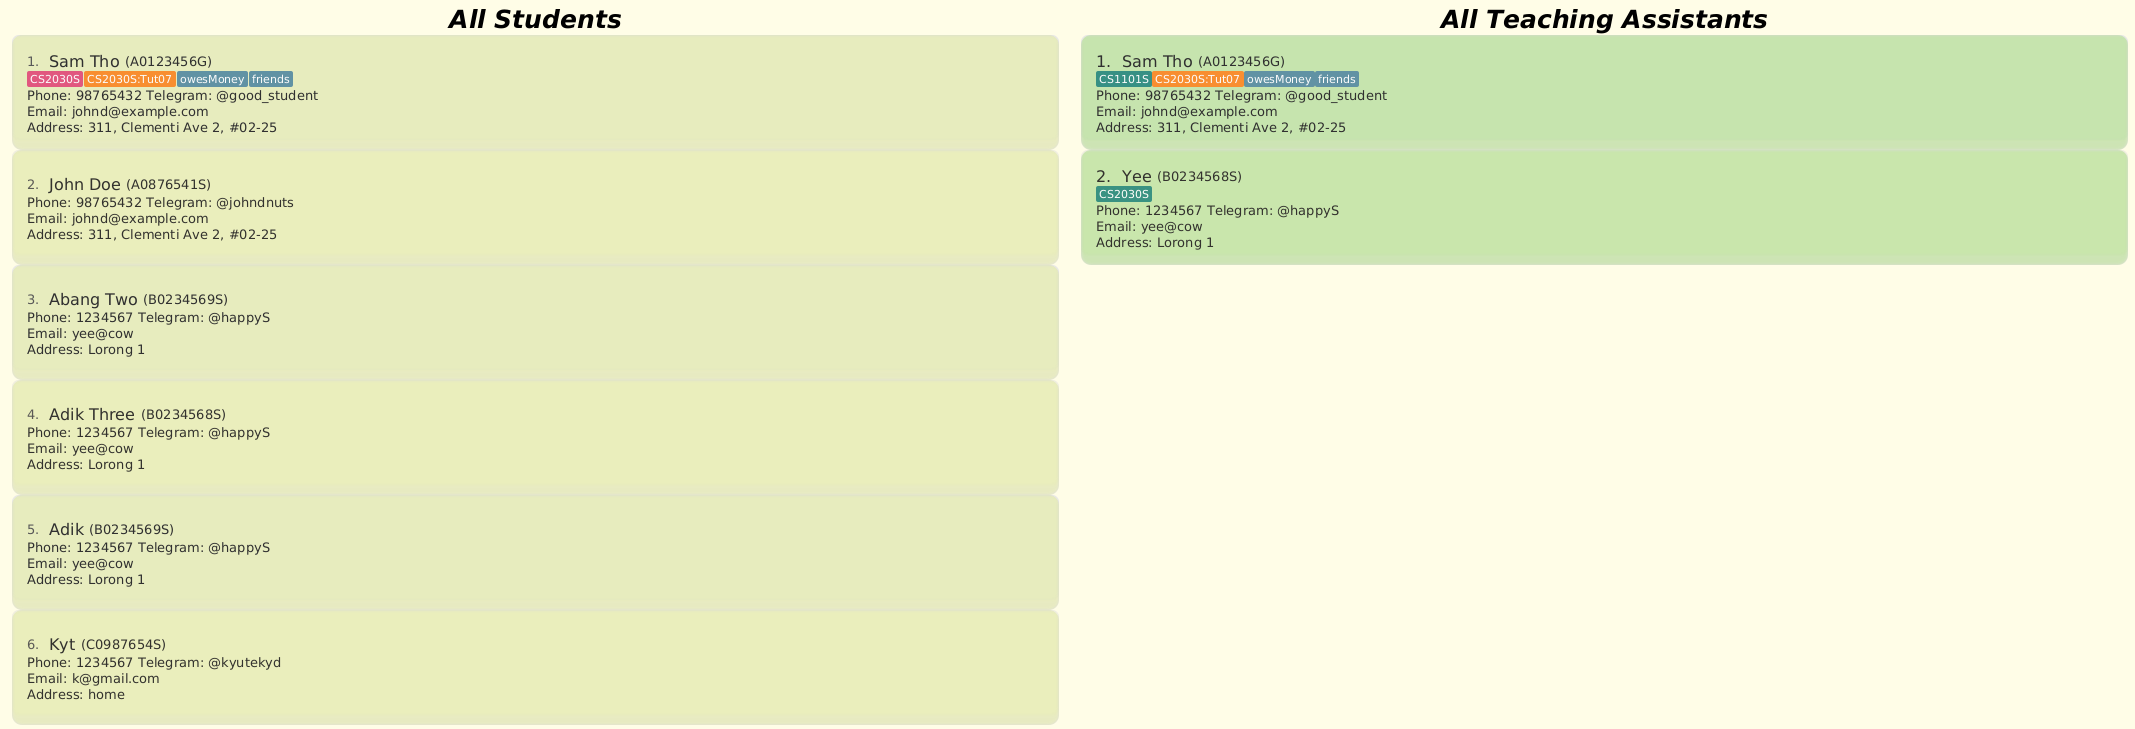 All Students
1. Sam Tho (A0123456G)
CS2030S CS2030S:Tut07 owesMoney friends
Phone: 98765432 Telegram: @good_student
Email: johnd@example.com
Address: 311, Clementi Ave 2, #02-25
2. John Doe (A0876541S)
Phone: 98765432 Telegram: @johndnuts
Email: johnd@example.com
Address: 311, Clementi Ave 2, #02-25
3. Abang Two (B0234569S)
Phone: 1234567 Telegram: @happyS
Email: yee@cow
Address: Lorong 1
4. Adik Three (B0234568S)
Phone: 1234567 Telegram: @happyS
Email: yee@cow
Address: Lorong 1
5. Adik (B0234569S)
Phone: 1234567 Telegram: @happyS
Email: yee@cow
Address: Lorong 1
6. Kyt (C0987654S)
Phone: 1234567 Telegram: @kyutekyd
Email: k@gmail.com
Address: home
All Teaching Assistants
1. Sam Tho (A0123456G)
CS1101S CS2030S:Tut07 owesMoney friends
Phone: 98765432 Telegram: @good_student
Email: johnd@example.com
Address: 311, Clementi Ave 2, #02-25
2. Yee (B0234568S)
CS2030S
Phone: 1234567 Telegram: @happyS
Email: yee@cow
Address: Lorong 1